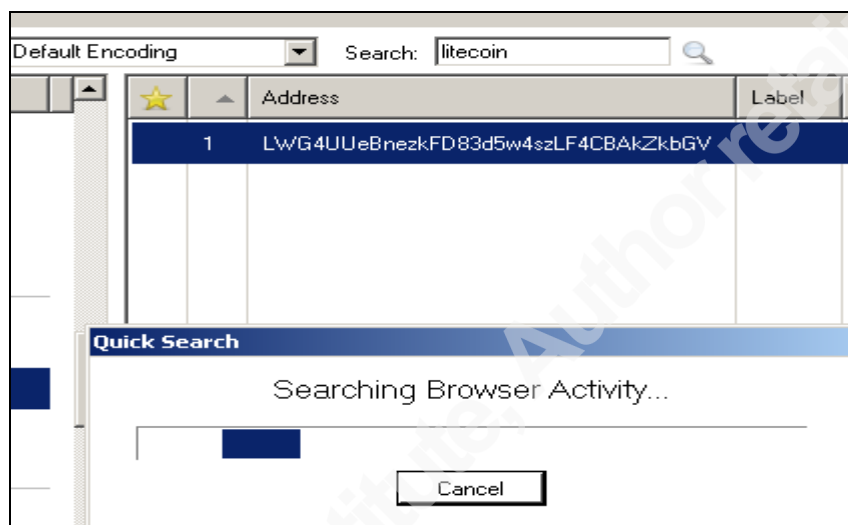 Default Encoding Search: litecoin
Address Label
1 LWG4UUeBnezkFD83d5w4szLF4CBAkZkbGV
Quick Search
Searching Browser Activity...
Cancel